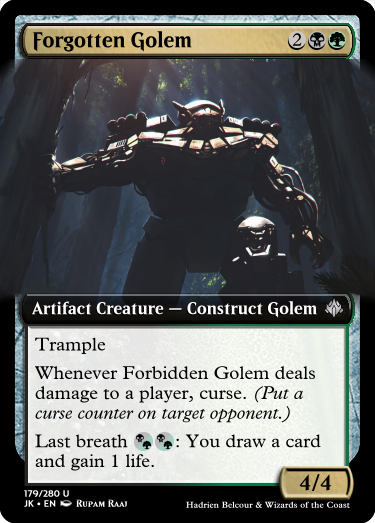 Forgotten Golem 2
Artifact Creature — Construct Golem
Trample
Whenever Forbidden Golem deals
damage to a player, curse. (Put a
curse counter on target opponent.)
Last breath : You draw a card
and gain 1 life.
4/4
179/280 U
JK • EN Rupam Raaj
Hadrien Belcour & Wizards of the Coast